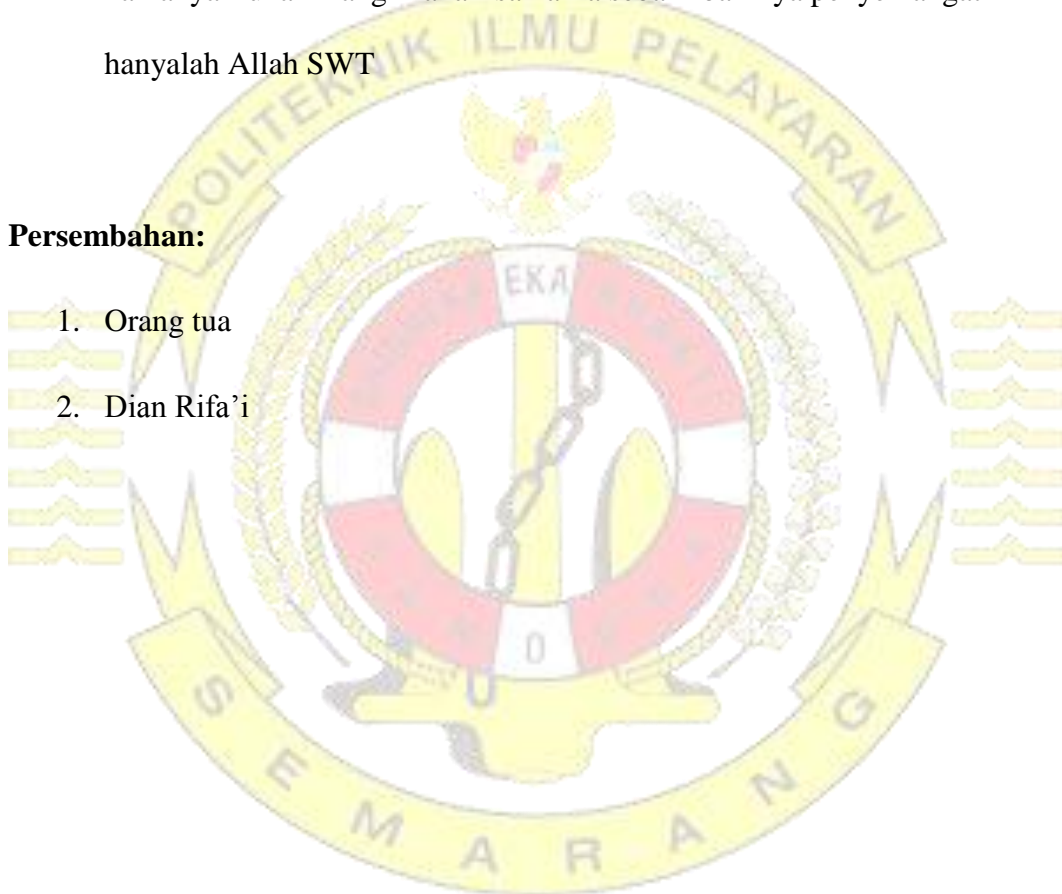 hanyalah Allah SWT
POLITEKNIK ILMU PELAYARAN
Persembahan:
EKA
1. Orang tua
2. Dian Rifa’i
SEMARANG